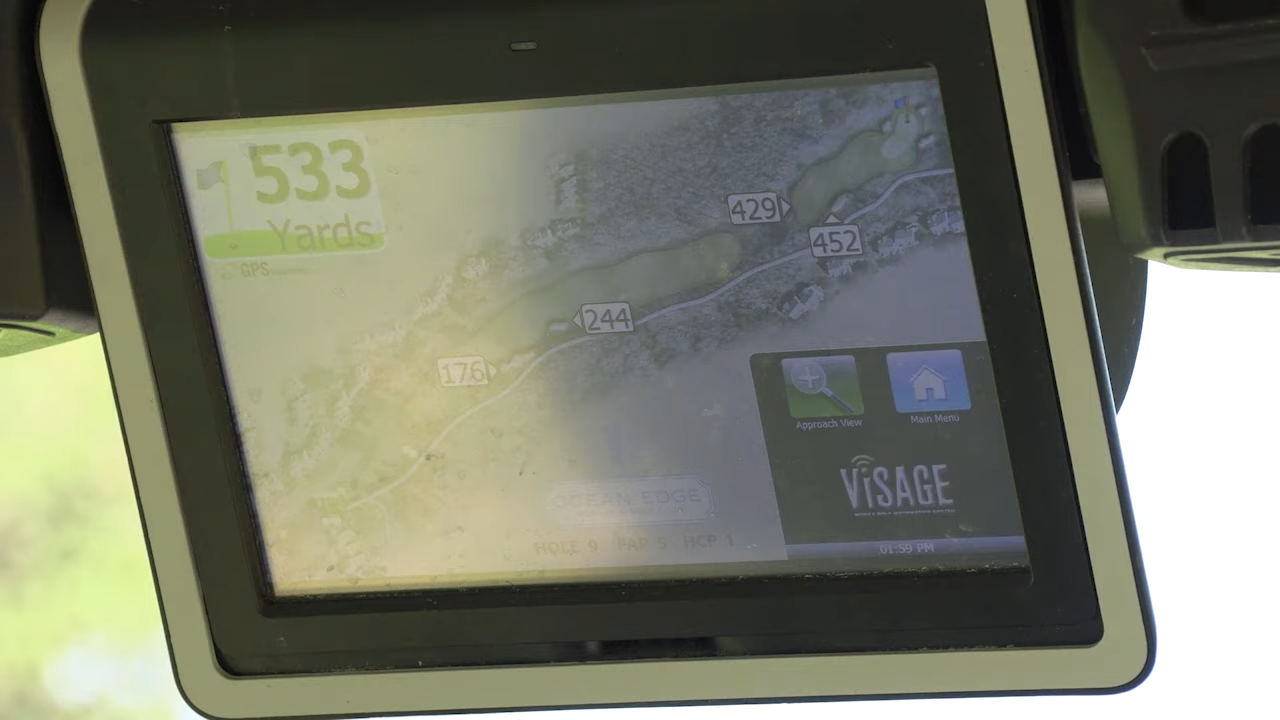 533
Yards
GPS
429
452
244
176
Approach View
Main Menu
ViSAGE
OCEAN EDGE
HOLE 9 PAR 5 HCP 1
01:59 PM